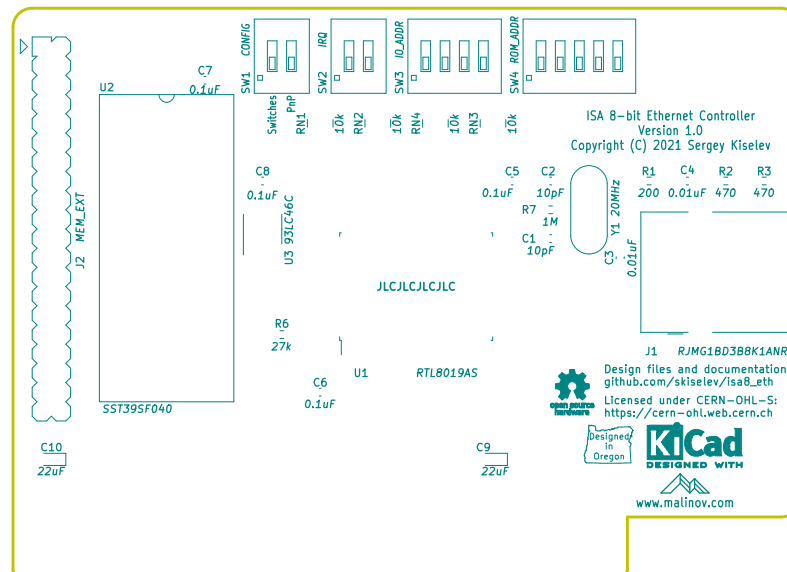 CONFIG
SW1
IRQ
SW2
IO_ADDR
SW3
ROM_ADDR
SW4
C7
0.1uF
U2
Switches
PnP
RN1
10k
RN2
10k
RN4
10k
RN3
10k
ISA 8-bit Ethernet Controller
Version 1.0
Copyright (C) 2021 Sergey Kiselev
C8
0.1uF
C5
0.1uF
C2
10pF
R7
1M
C1
10pF
Y1 20MHz
R1
200
C4
0.01uF
R2
470
R3
470
C3
0.01uF
J2 MEM_EXT
U3 93LC46C
JLCJLCJLCJLC
R6
27k
U1
RTL8019AS
C6
0.1uF
SST39SF040
J1
RJMG1BD3B8K1ANR
open source
hardware
Design files and documentation
github.com/skiselev/isa8_eth
Licensed under CERN-OHL-S:
https://cern-ohl.web.cern.ch
Designed
in
Oregon
KiCad
DESIGNED WITH
www.malinov.com
C10
22uF
C9
22uF